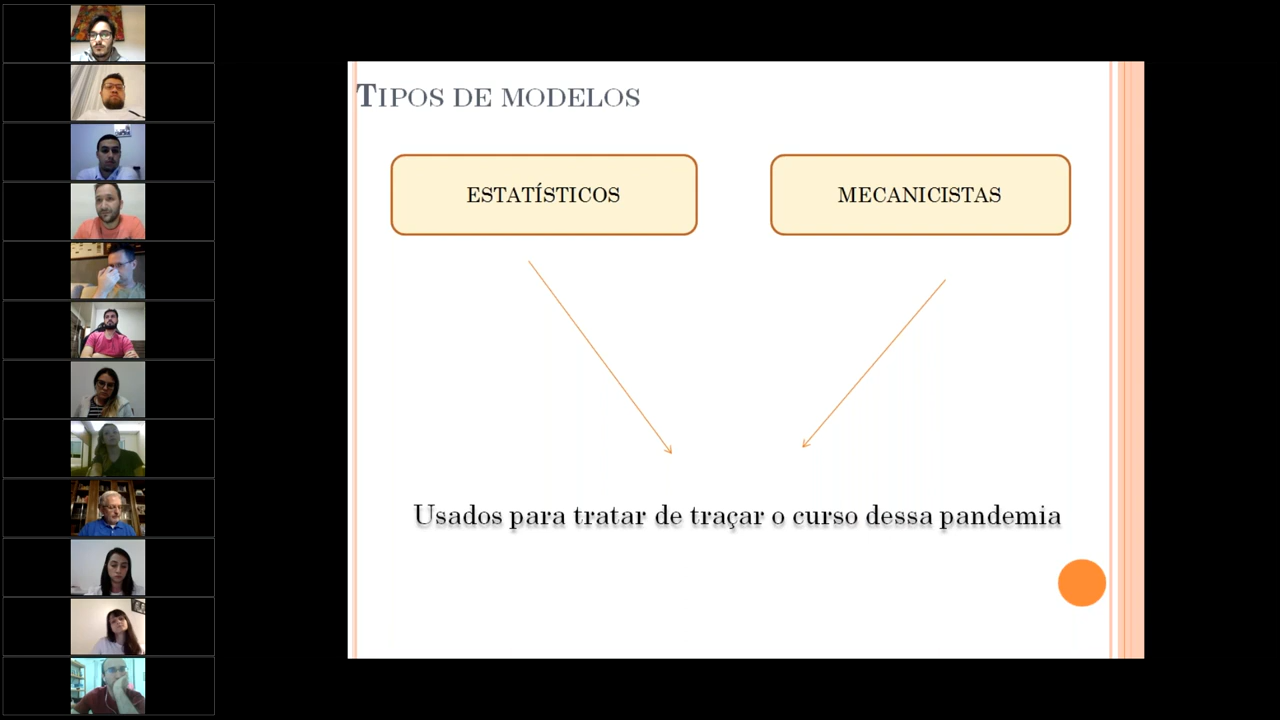 TIPOS DE MODELOS
ESTATÍSTICOS
MECANICISTAS
Usados para tratar de traçar o curso dessa pandemia